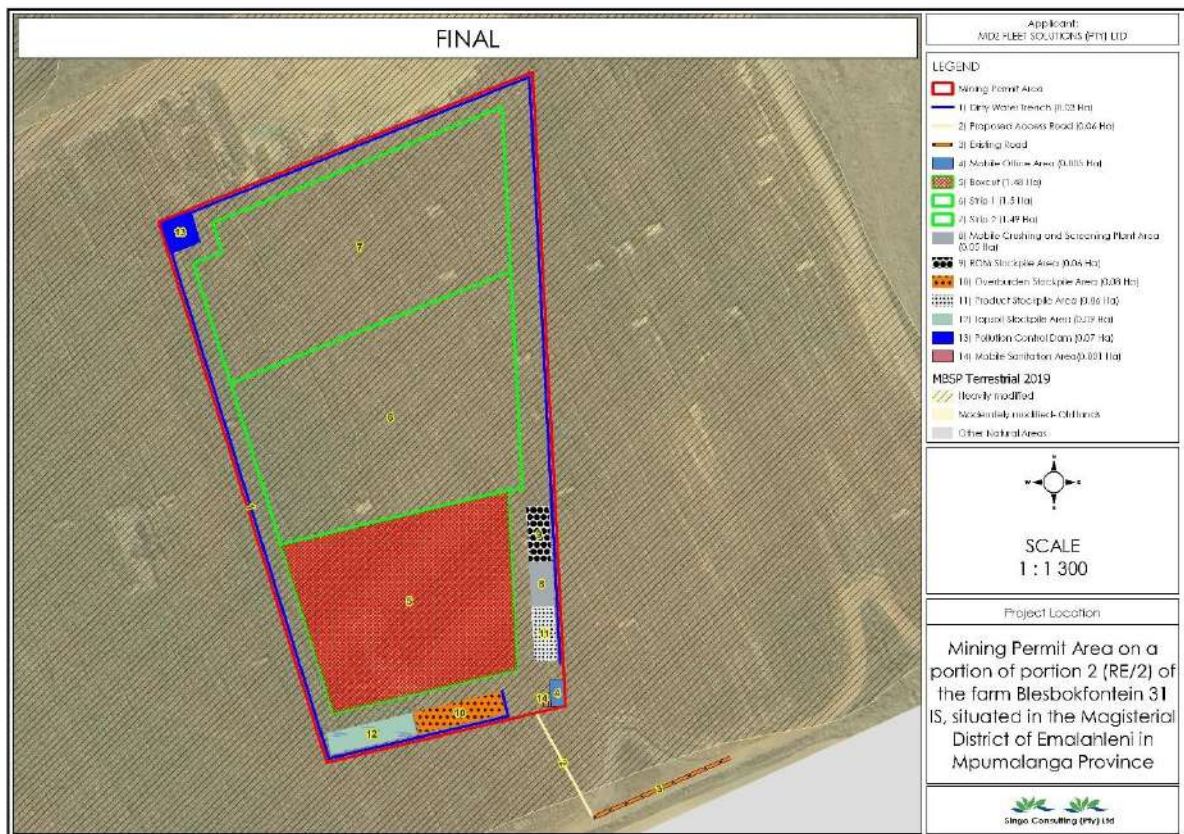 FINAL
Applicant:
MD2 FLEET SOLUTIONS (PTY) LTD
LEGEND
Mining Permit Area
1) Dirty Water Trench (0.03 Ha)
2) Proposed Access Road (0.06 Ha)
3) Existing Road
4) Mobile Office Area (0.005 Ha)
5) Boxcut (1.48 Ha)
6) Strip 1 (1.5 Ha)
7) Strip 2 (1.49 Ha)
8) Mobile Crushing and Screening Plant Area
(0.05 Ha)
9) ROM Stockpile Area (0.06 Ha)
10) Overburden Stockpile Area (0.08 Ha)
11) Product Stockpile Area (0.06 Ha)
12) Topsoil Stockpile Area
13) Pollution Control Dam (0.07 Ha)
14) Mobile Sanitation Area(0.001 Ha)
MBSP Terrestrial 2019
Heavily modified
Moderately modified- Old lands
Other Natural Areas
N
W
E
S
SCALE
1 : 1 300
Project Location
Mining Permit Area on a
portion of portion 2 (RE/2) of
the farm Blesbokfontein 31
IS, situated in the Magisterial
District of Emalahleni in
Mpumalanga Province
Singo Consulting (Pty) Ltd
13
7
6
1
9
8
5
11
14
4
10
12
2
3